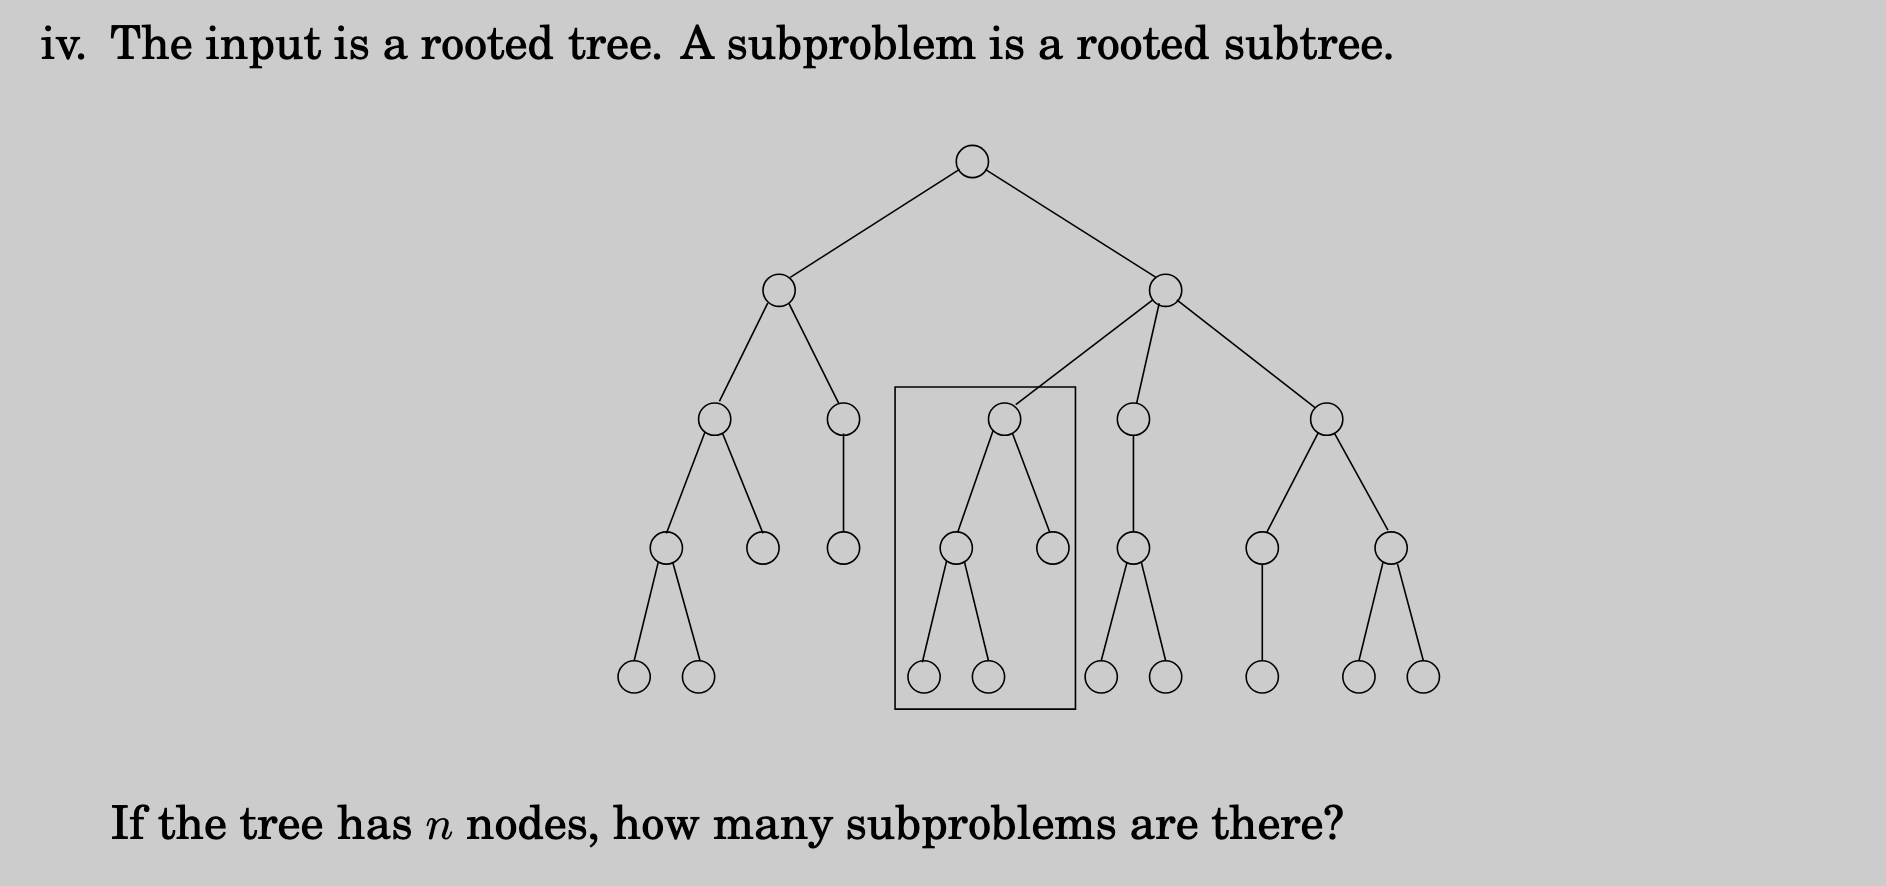 iv. The input is a rooted tree. A subproblem is a rooted subtree.
If the tree has n nodes, how many subproblems are there?